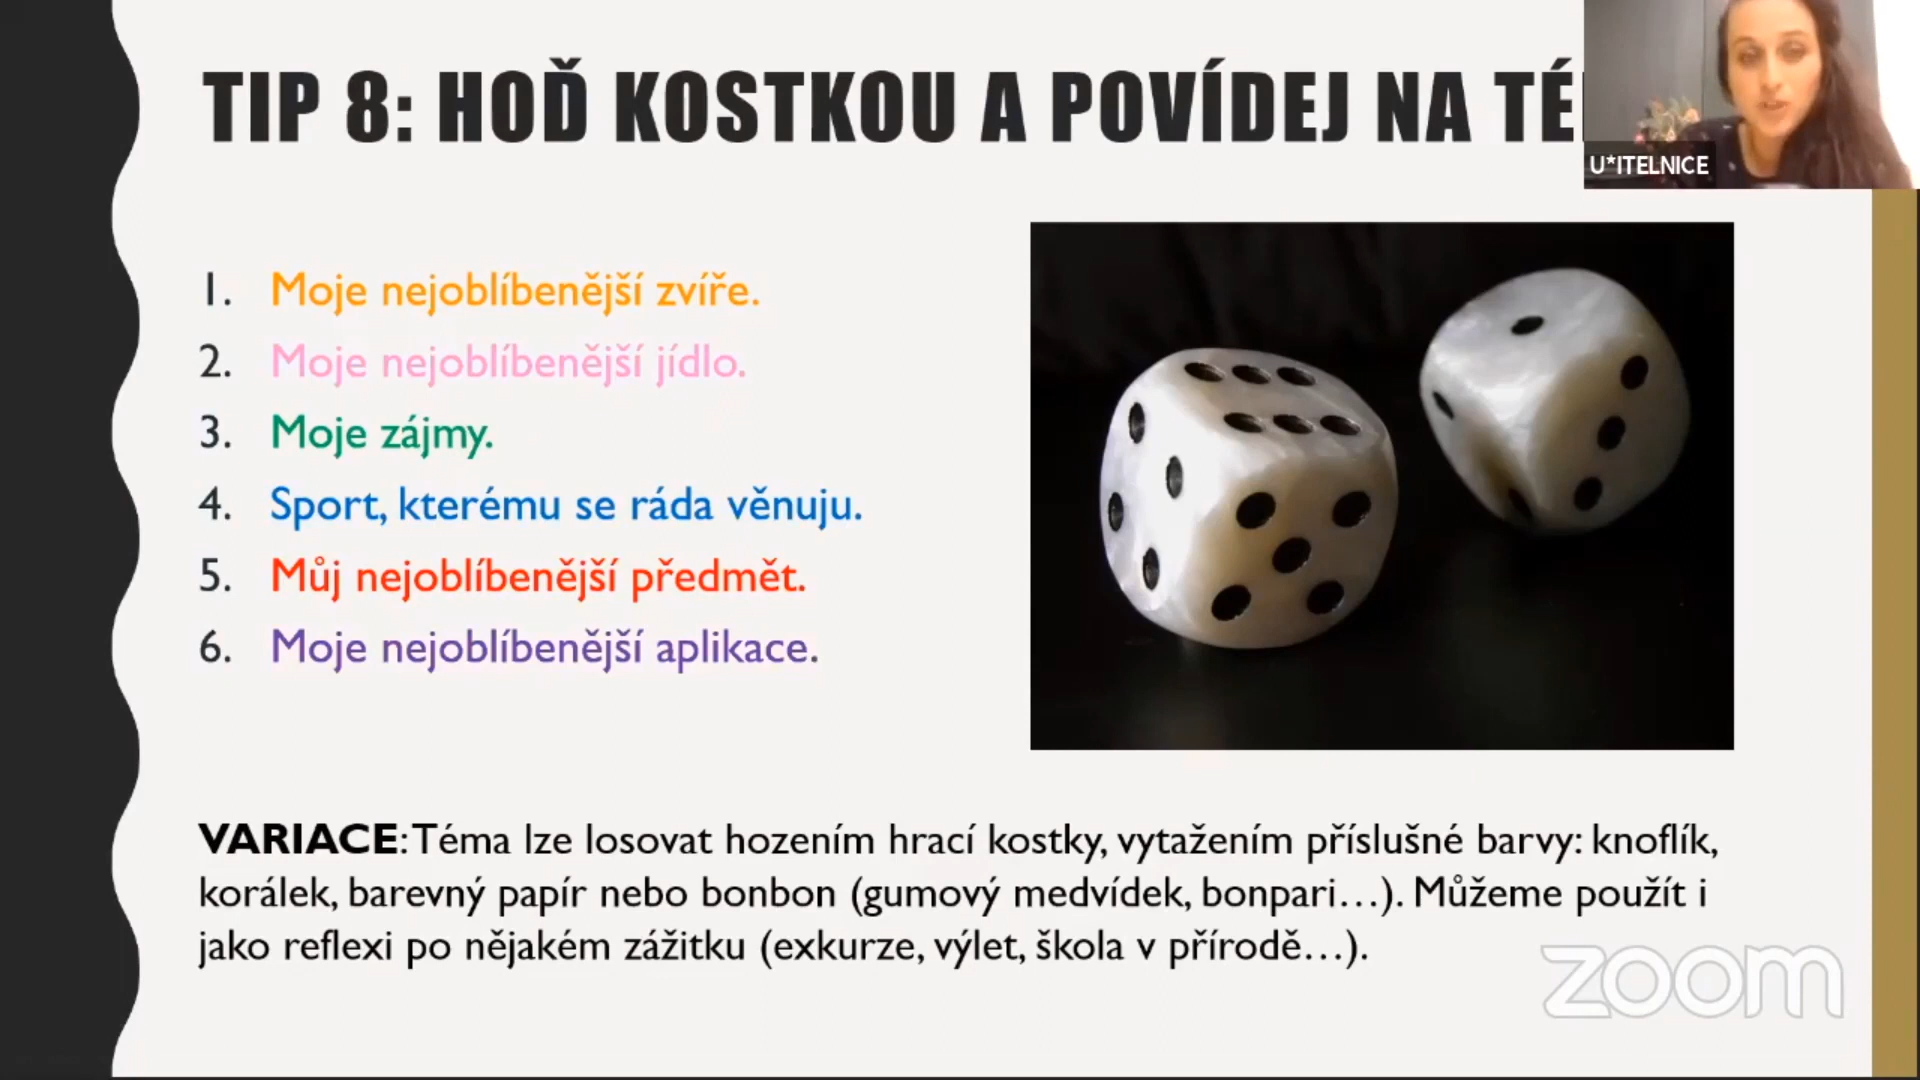 TIP 8: HOĎ KOSTKOU A POVÍDEJ NA
U*ITELNICE
1. Moje nejoblíbenější zvíře.
2. Moje nejoblíbenější jídlo.
3. Moje zájmy.
4. Sport, kterému se ráda věnuju.
5. Můj nejoblíbenější předmět.
6. Moje nejoblíbenější aplikace.
VARIACE: Téma lze losovat hozením hrací kostky, vytažením příslušné barvy: knoflík,
korálek, barevný papír nebo bonbon (gumový medvídek, bonpari…). Můžeme použít i
jako reflexi po nějakém zážitku (exkurze, výlet, škola v přírodě…).
zoom